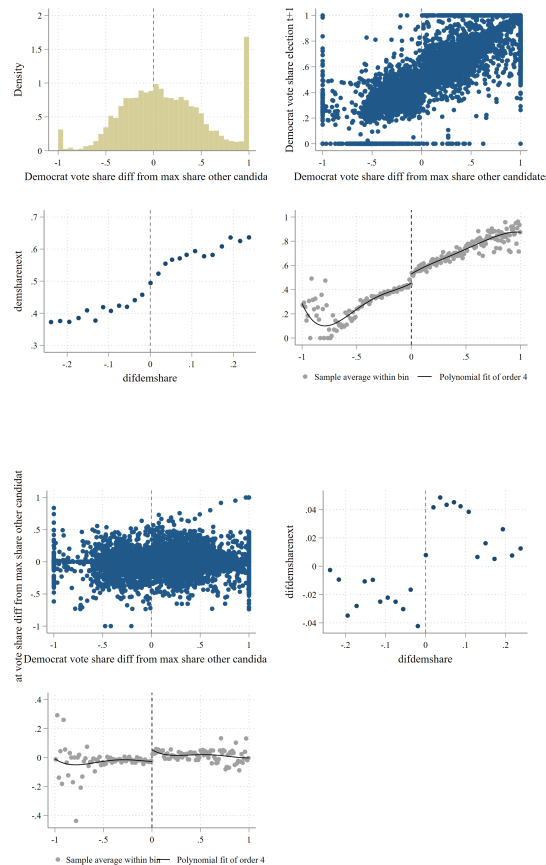 2
1.5
1
.5
0
Density
-1 -.5 0 .5 1
Democrat vote share diff from max share other candida
1
.8
.6
.4
.2
0
Democrat vote share election t+1
-1 -.5 0 .5 1
Democrat vote share diff from max share other candidate
.7
.6
.5
.4
.3
demsharenext
-.2 -.1 0 .1 .2
difdemshare
1
.8
.6
.4
.2
0
-1 -.5 0 .5 1
Sample average within bin Polynomial fit of order 4
1
.5
0
-.5
-1
at vote share diff from max share other candidat
-1 -.5 0 .5 1
Democrat vote share diff from max share other candida
.04
.02
0
-.02
-.04
difdemsharenext
-.2 -.1 0 .1 .2
difdemshare
.4
.2
0
-.2
-.4
-1 -.5 0 .5 1
Sample average within bin Polynomial fit of order 4